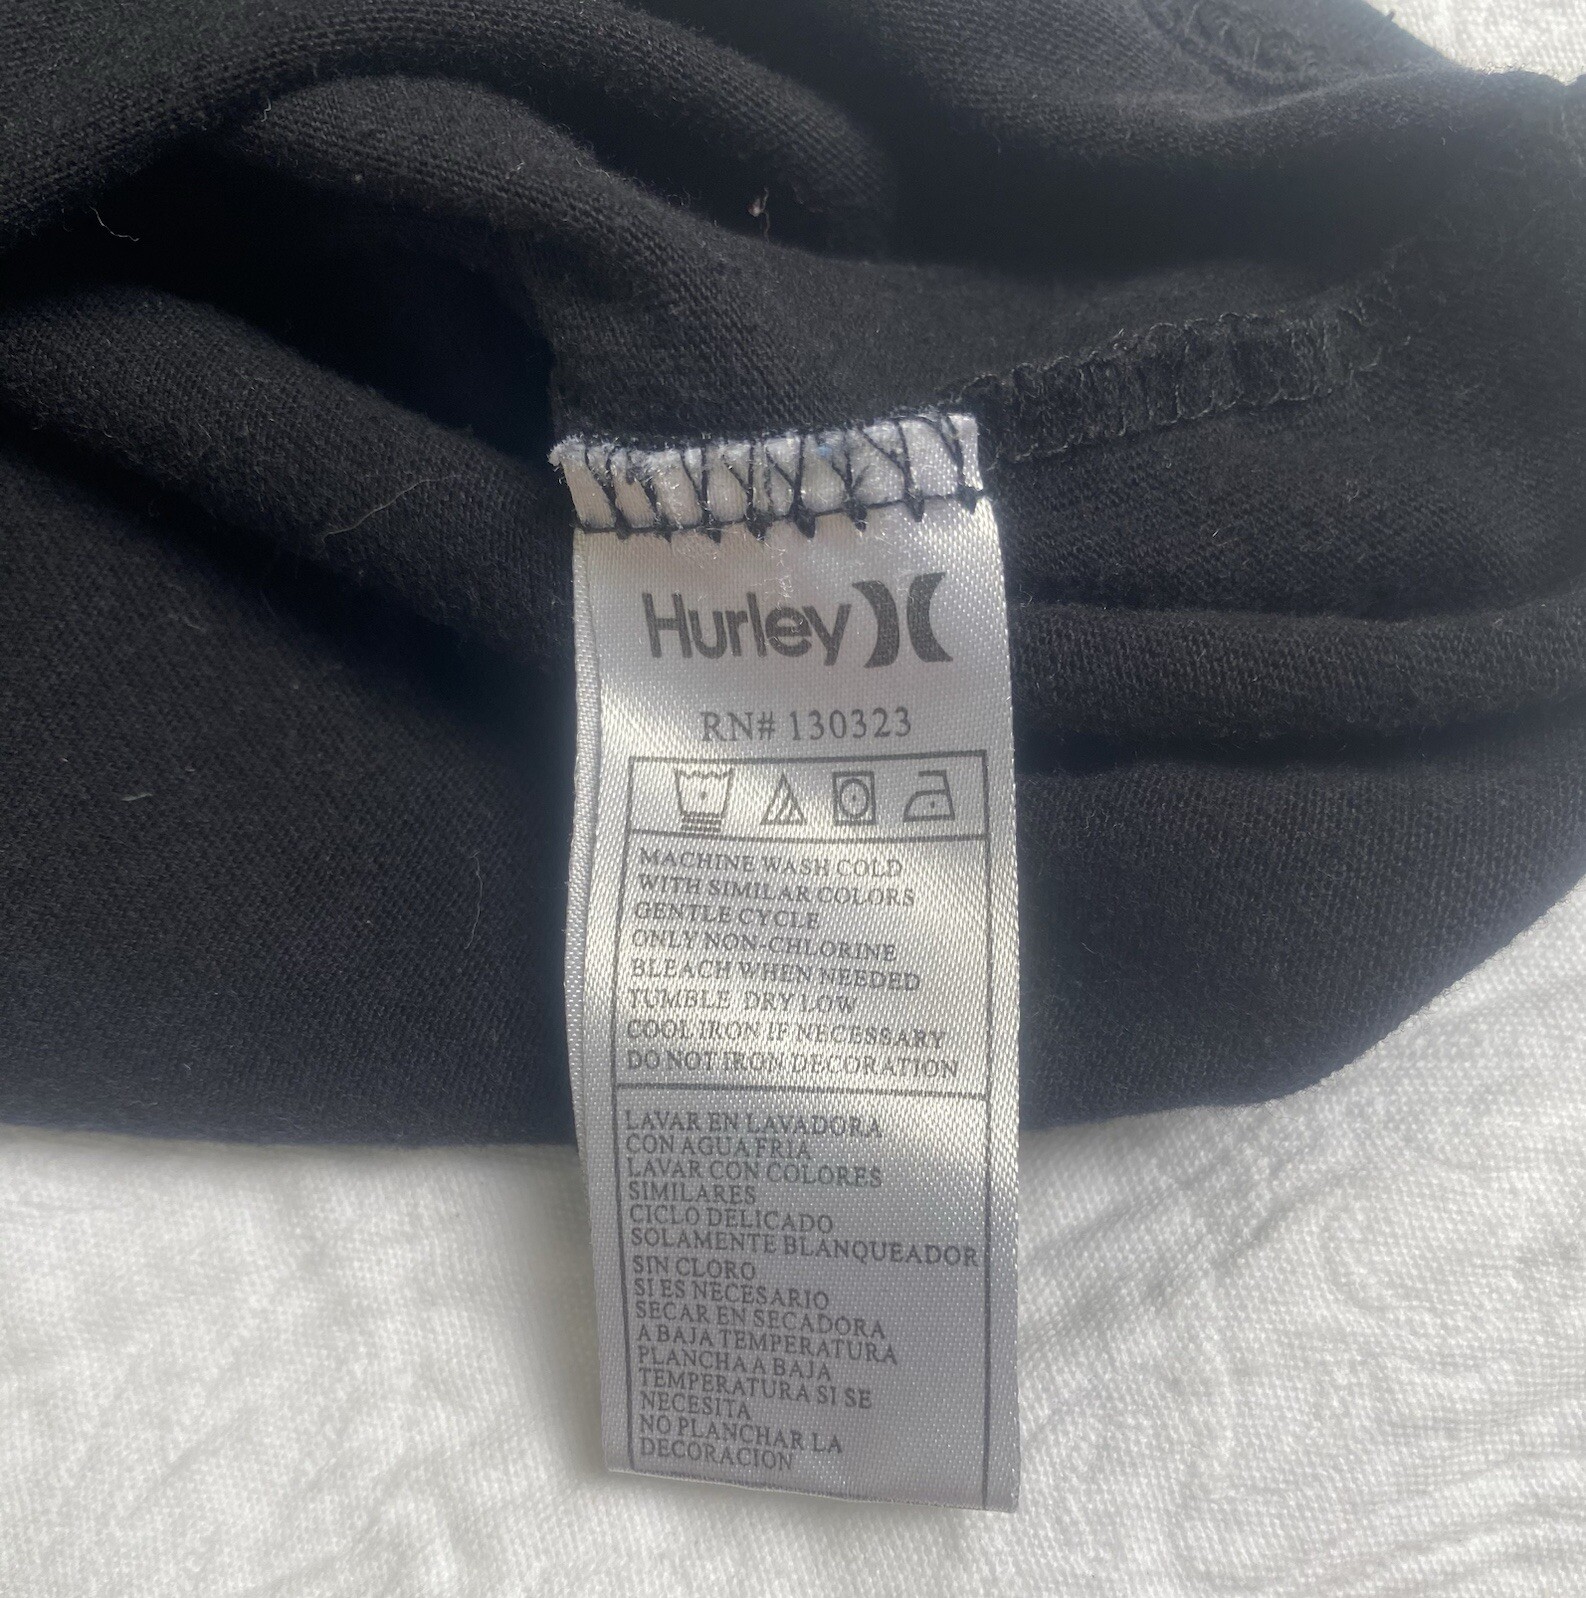 Hurley
RN# 130323
MACHINE WASH COLD
WITH SIMILAR COLORS
GENTLE CYCLE
ONLY NON-CHLORINE
BLEACH WHEN NEEDED
TUMBLE DRY LOW
COOL IRON IF NECESSARY
DO NOT IRON DECORATION
LAVAR EN LAVADORA
CON AGUA FRIA
LAVAR CON COLORES
SIMILARES
CICLO DELICADO
SOLAMENTE BLANQUEADOR
SIN CLORO
SI ES NECESARIO
SECAR EN SECADORA
A BAJA TEMPERATURA
PLANCHA A BAJA
TEMPERATURA SI SE
NECESITA
NO PLANCHAR LA
DECORACION